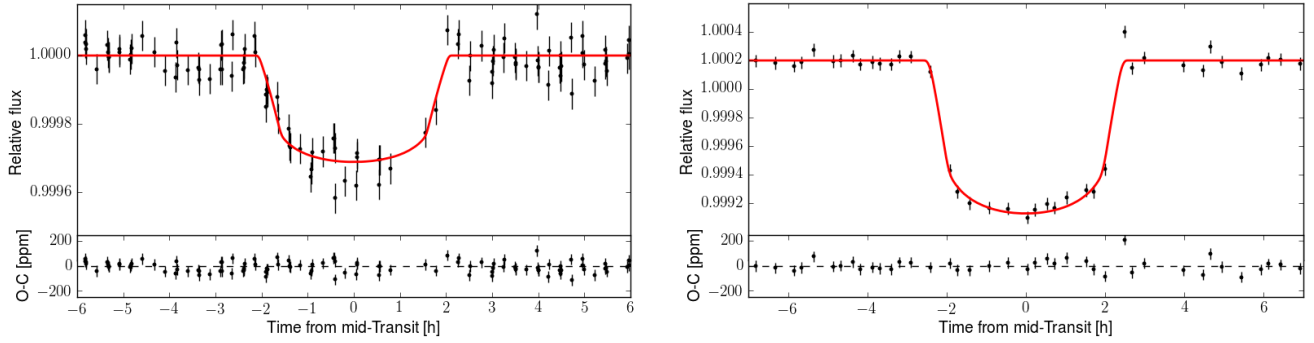 1.0000
0.9998
0.9996
Relative flux
200
0
−200
O-C [ppm]
−6 −5 −4 −3 −2 −1 0 1 2 3 4 5 6
Time from mid-Transit [h]
1.0004
1.0002
1.0000
0.9998
0.9996
0.9994
0.9992
Relative flux
200
0
−200
O-C [ppm]
−6 −4 −2 0 2 4 6
Time from mid-Transit [h]